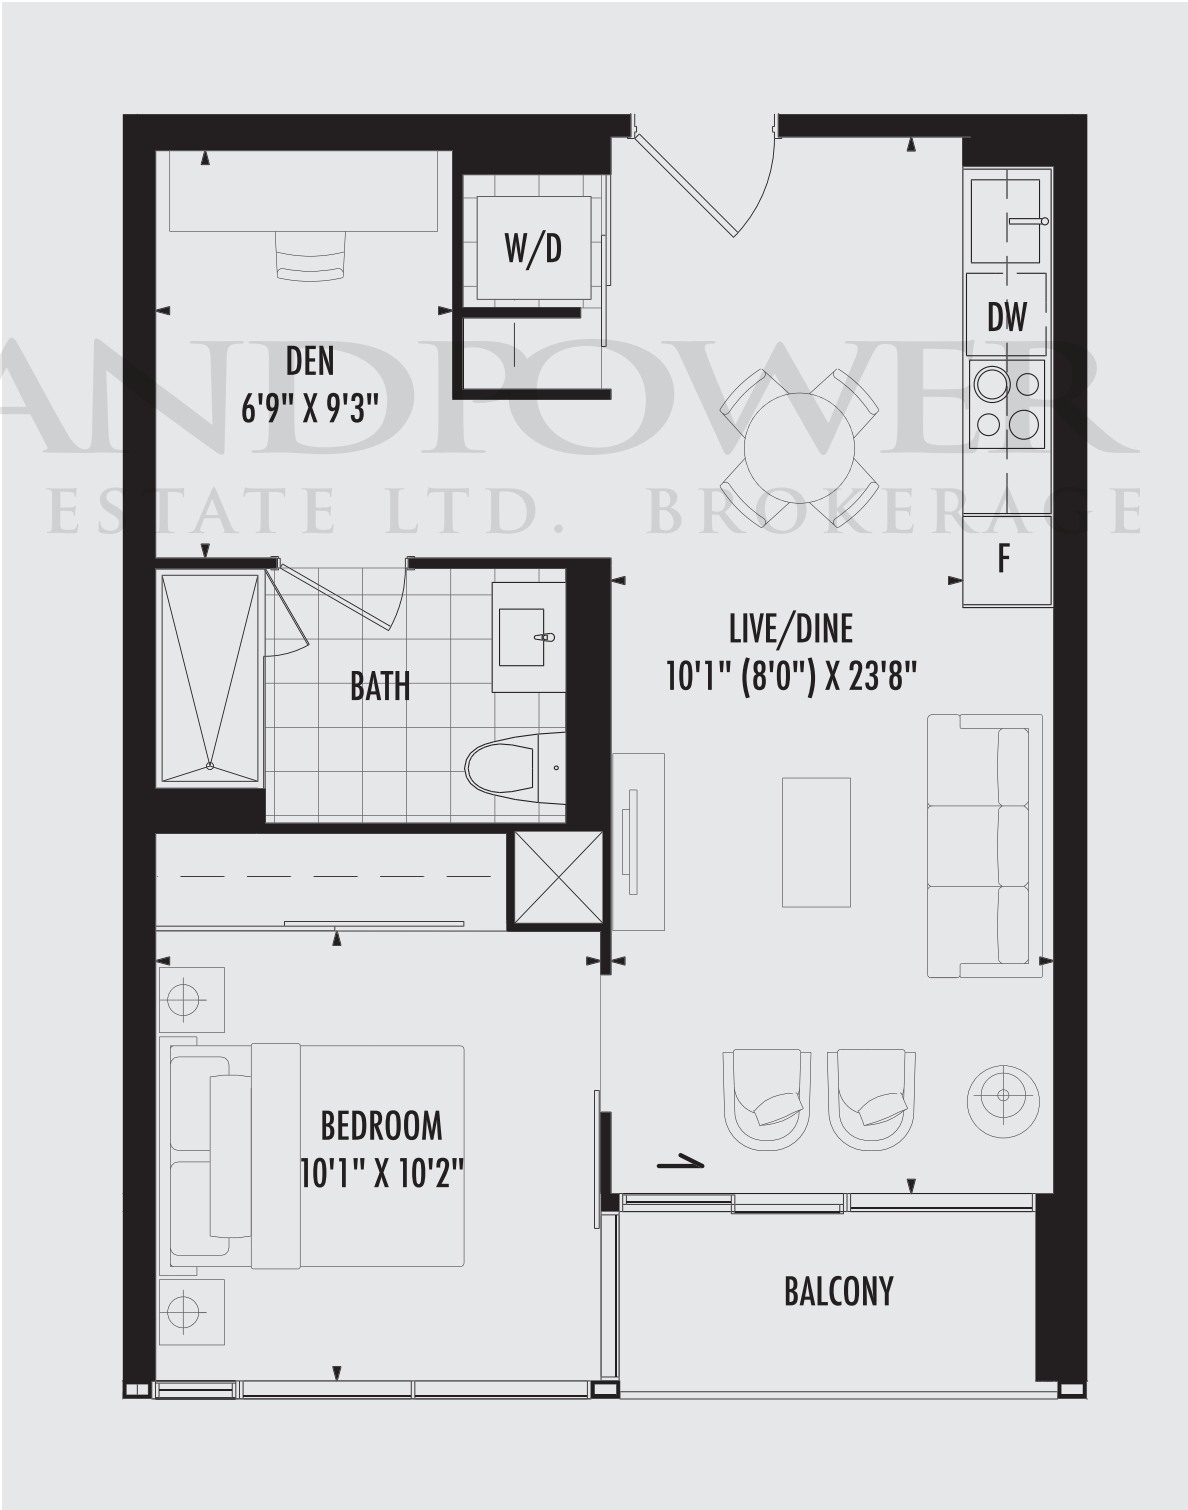 W/D
DW
DEN
6'9" X 9'3"
ANDPOWER
ESTATE LTD. BROKERAGE
F
LIVE/DINE
10'1" (8'0") X 23'8"
BATH
BEDROOM
10'1" X 10'2"
BALCONY